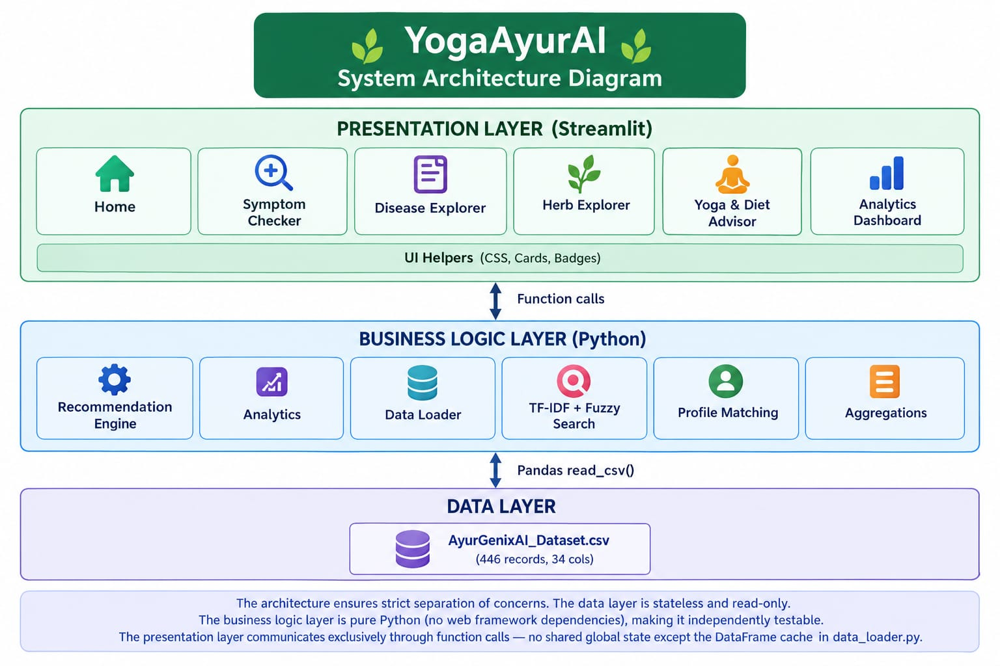 YogaAyurAI
System Architecture Diagram
PRESENTATION LAYER (Streamlit)
Home
Symptom
Checker
Disease Explorer
Herb Explorer
Yoga & Diet
Advisor
Analytics
Dashboard
UI Helpers (CSS, Cards, Badges)
Function calls
BUSINESS LOGIC LAYER (Python)
Recommendation
Engine
Analytics
Data Loader
TF-IDF + Fuzzy
Search
Profile Matching
Aggregations
Pandas read_csv()
DATA LAYER
AyurGenixAI_Dataset.csv
(446 records, 34 cols)
The architecture ensures strict separation of concerns. The data layer is stateless and read-only.
The business logic layer is pure Python (no web framework dependencies), making it independently testable.
The presentation layer communicates exclusively through function calls — no shared global state except the DataFrame cache in data_loader.py.